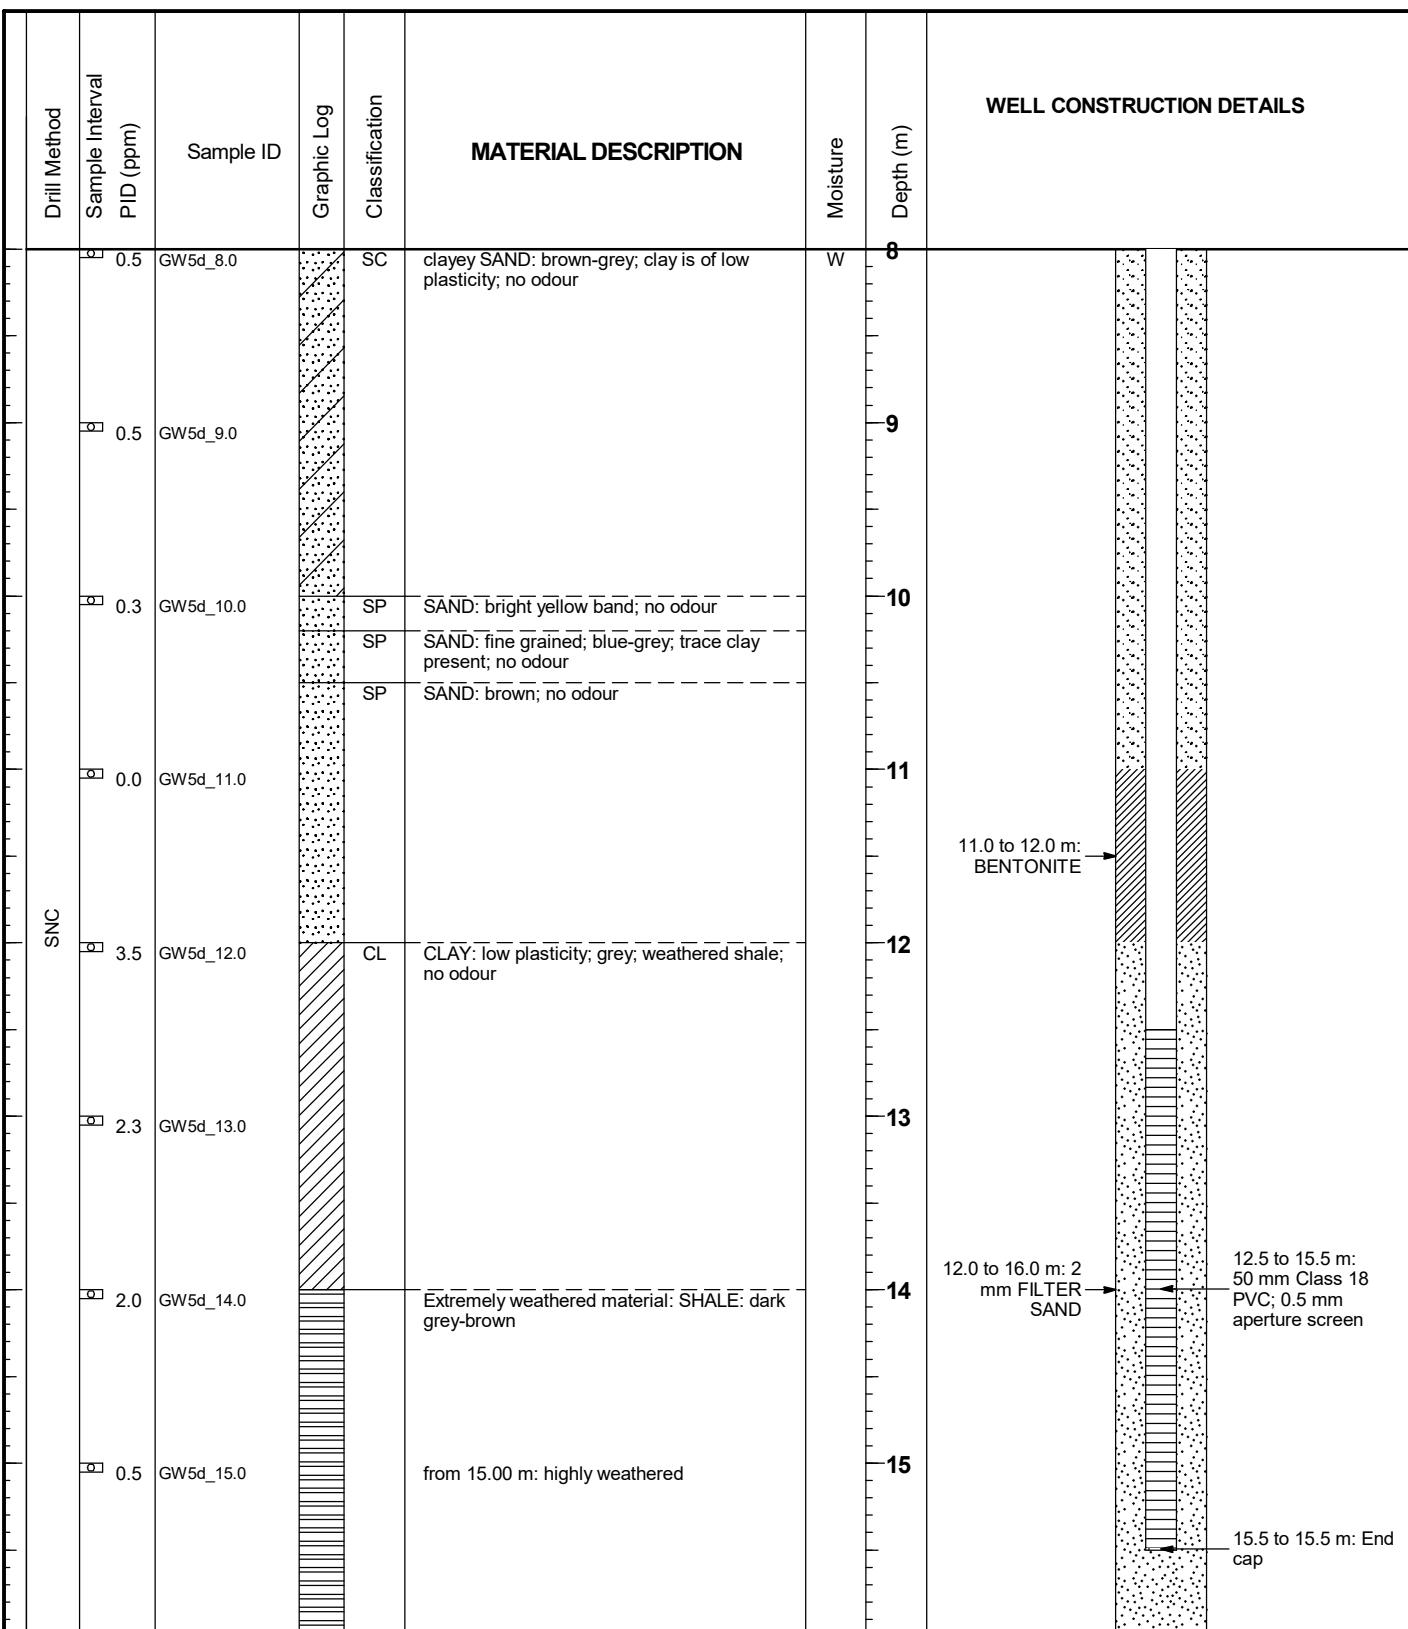 Drill Method
Sample Interval
PID (ppm)
Sample ID
Graphic Log
Classification
MATERIAL DESCRIPTION
Moisture
Depth (m)
WELL CONSTRUCTION DETAILS
SNC
0.5 GW5d_8.0 SC clayey SAND: brown-grey; clay is of low W 8
plasticity; no odour
0.5 GW5d_9.0 9
0.3 GW5d_10.0 SP SAND: bright yellow band; no odour 10
SP SAND: fine grained; blue-grey; trace clay
present; no odour
SP SAND: brown; no odour
0.0 GW5d_11.0 11
11.0 to 12.0 m:
BENTONITE
3.5 GW5d_12.0 CL CLAY: low plasticity; grey; weathered shale; 12
no odour
2.3 GW5d_13.0 13
12.0 to 16.0 m: 2
mm FILTER
SAND
12.5 to 15.5 m:
50 mm Class 18
PVC; 0.5 mm
aperture screen
2.0 GW5d_14.0 Extremely weathered material: SHALE: dark 14
grey-brown
0.5 GW5d_15.0 from 15.00 m: highly weathered 15
15.5 to 15.5 m: End
cap